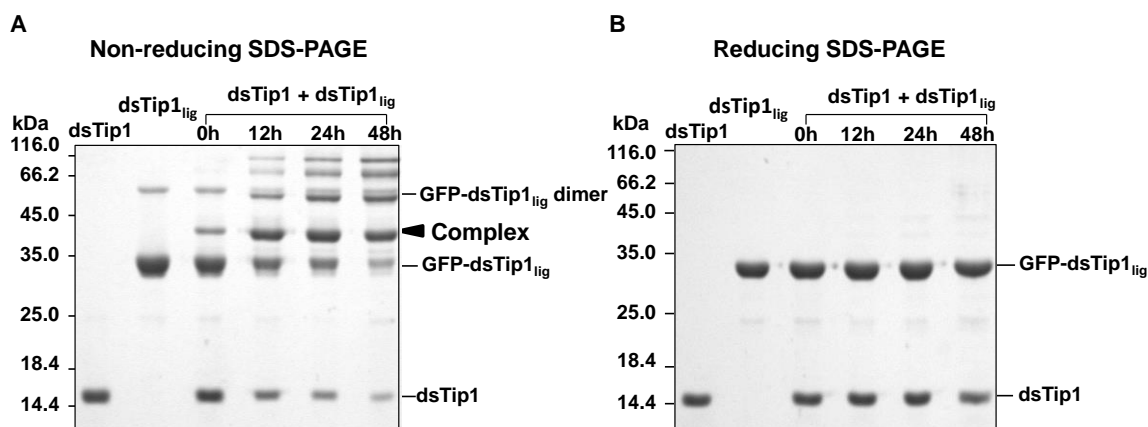 A
Non-reducing SDS-PAGE
dsTip1 + dsTip1lig
dsTip1lig
kDa
dsTip1
0h 12h 24h 48h
116.0
66.2
45.0
35.0
25.0
18.4
14.4
GFP-dsTip1lig dimer
Complex
GFP-dsTip1lig
dsTip1
B
Reducing SDS-PAGE
dsTip1 + dsTip1lig
dsTip1lig
kDa
dsTip1
0h 12h 24h 48h
116.0
66.2
45.0
35.0
25.0
18.4
14.4
GFP-dsTip1lig
dsTip1